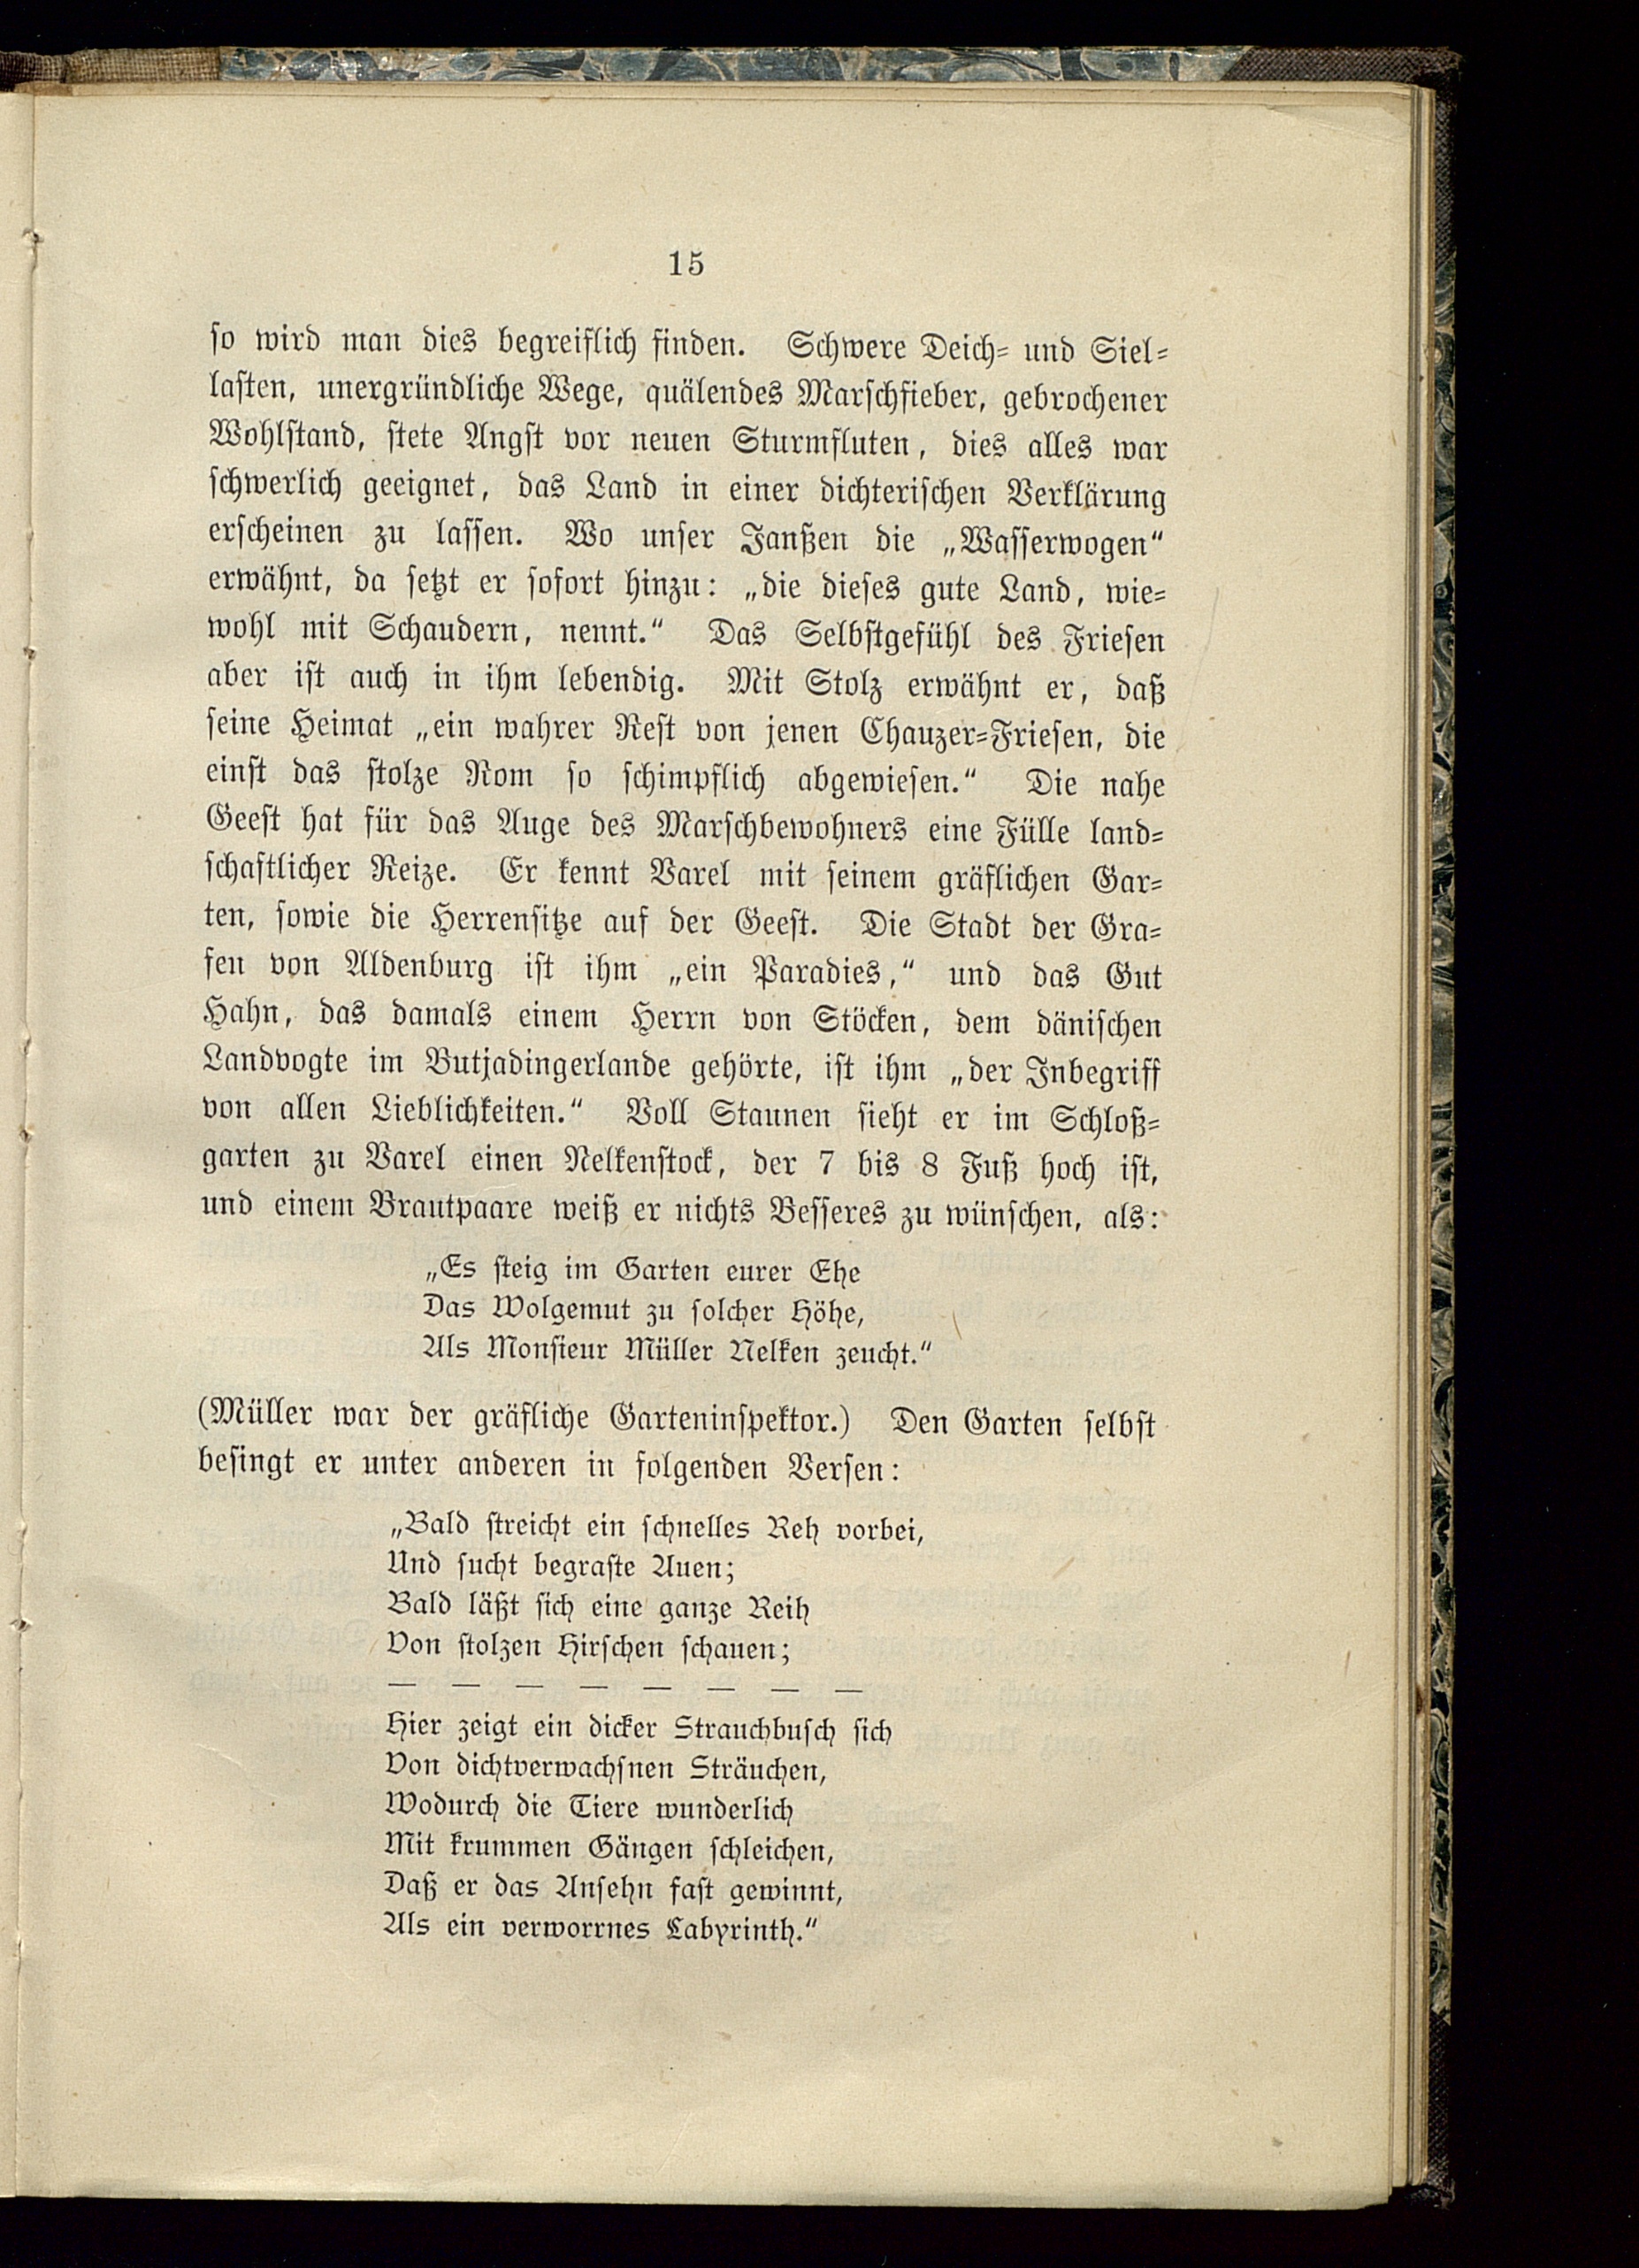 15
so wird man dies begreiflich finden. Schwere Deich- und Siel-
lasten, unergründliche Wege, quälendes Marschfieber, gebrochener
Wohlstand, stete Angst vor neuen Sturmfluten, dies alles war
schwerlich geeignet, das Land in einer dichterischen Verklärung
erscheinen zu lassen. Wo unser Janßen die „Wasserwogen“
erwähnt, da setzt er sofort hinzu: „die dieses gute Land, wie-
wohl mit Schaudern, nennt.“ Das Selbstgefühl des Friesen
aber ist auch in ihm lebendig. Mit Stolz erwähnt er, daß
seine Heimat „ein wahrer Rest von jenen Chauzer-Friesen, die
einst das stolze Rom so schimpflich abgewiesen.“ Die nahe
Geest hat für das Auge des Marschbewohners eine Fülle land-
schaftlicher Reize. Er kennt Varel mit seinem gräflichen Gar-
ten, sowie die Herrensitze auf der Geest. Die Stadt der Gra-
fen von Aldenburg ist ihm „ein Paradies,“ und das Gut
Hahn, das damals einem Herrn von Stöcken, dem dänischen
Landvogte im Butjadingerlande gehörte, ist ihm „der Inbegriff
von allen Lieblichkeiten.“ Voll Staunen sieht er im Schloß-
garten zu Varel einen Nelkenstock, der 7 bis 8 Fuß hoch ist,
und einem Brautpaare weiß er nichts Besseres zu wünschen, als:
„Es steig im Garten eurer Ehe
Das Wolgemut zu solcher Höhe,
Als Monsieur Müller Nelken zeucht.“
(Müller war der gräfliche Garteninspektor.) Den Garten selbst
besingt er unter anderen in folgenden Versen:
„Bald streicht ein schnelles Reh vorbei,
Und sucht begraste Auen;
Bald läßt sich eine ganze Reih
Von stolzen Hirschen schauen;
— — — — — — — —
Hier zeigt ein dicker Strauchbusch sich
Von dichtverwachsnen Sträuchen,
Wodurch die Tiere wunderlich
Mit krummen Gängen schleichen,
Daß er das Ansehn fast gewinnt,
Als ein verworrnes Labyrinth.“